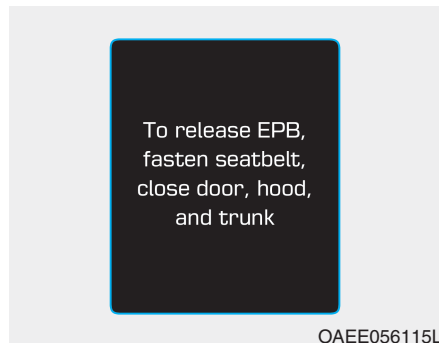 To release EPB,
fasten seatbelt,
close door, hood,
and trunk
OAEE056115L